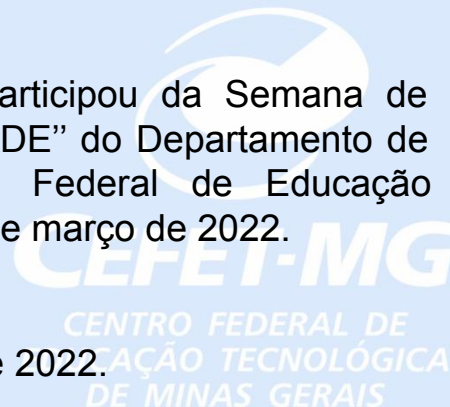 articipou da Semana de
DE’’ do Departamento de
Federal de Educação
e março de 2022.
CEFET-MG
CENTRO FEDERAL DE
EDUCAÇÃO TECNOLÓGICA
DE MINAS GERAIS
e 2022.